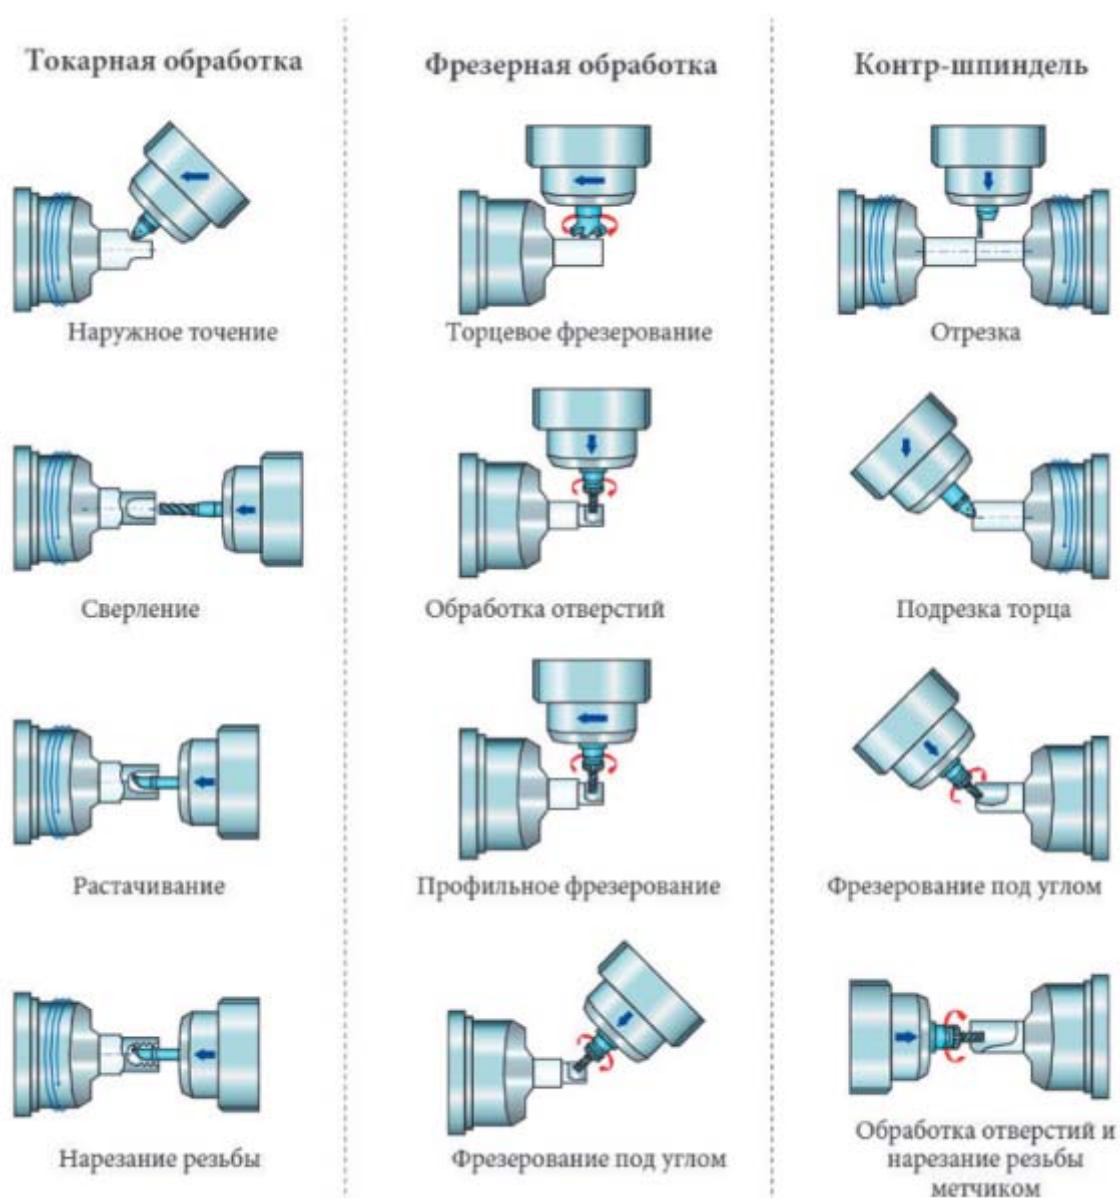 Токарная обработка
Наружное точение
Сверление
Растачивание
Нарезание резьбы
Фрезерная обработка
Торцевое фрезерование
Обработка отверстий
Профильное фрезерование
Фрезерование под углом
Контр-шпиндель
Отрезка
Подрезка торца
Фрезерование под углом
Обработка отверстий и
нарезание резьбы
метчиком